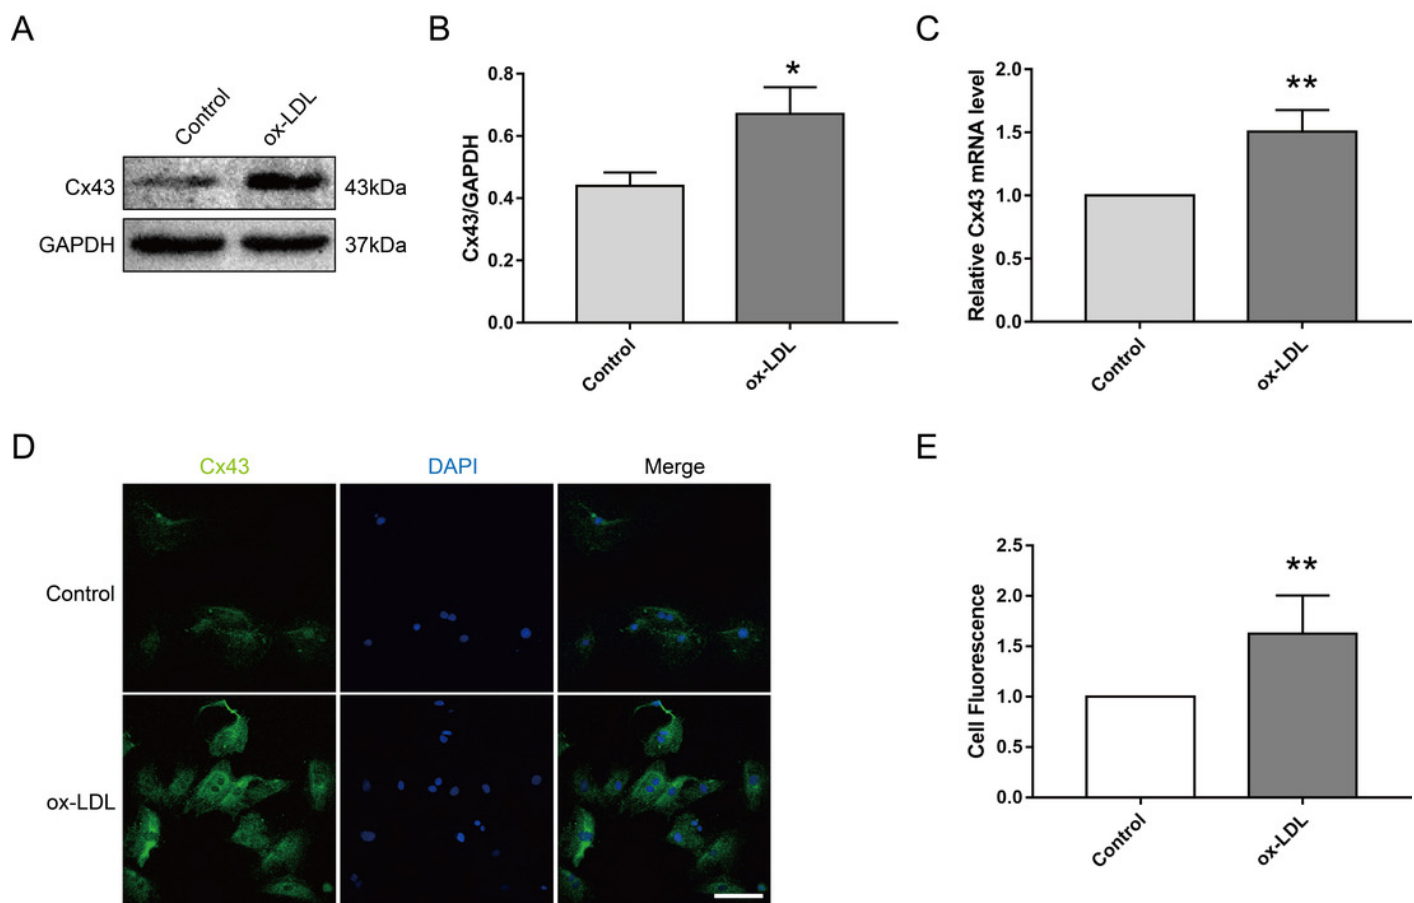 A
Control
ox-LDL
Cx43
43kDa
GAPDH
37kDa
B
*
Cx43/GAPDH
0.8
0.6
0.4
0.2
0.0
Control
ox-LDL
C
**
Relative Cx43 mRNA level
2.0
1.5
1.0
0.5
0.0
Control
ox-LDL
D
Cx43
DAPI
Merge
Control
ox-LDL
E
**
Cell Fluorescence
2.5
2.0
1.5
1.0
0.5
0.0
Control
ox-LDL